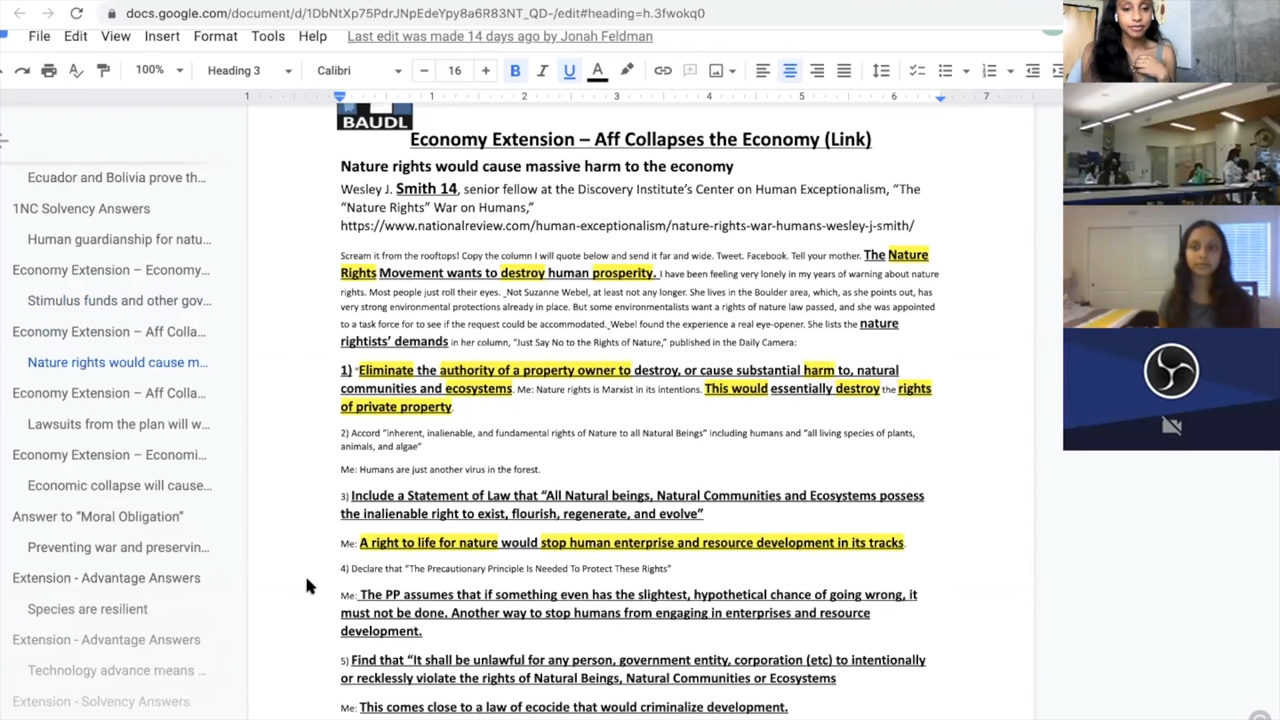 docs.google.com/document/d/1DbNtXp75PdrJNpEdeYpy8a6R83NT_QD-/edit#heading=h.3fwokq0
File Edit View Insert Format Tools Help Last edit was made 14 days ago by Jonah Feldman
100% Heading 3 Calibri 16 B I U A
1 1 2 3 4 5 6 7
Ecuador and Bolivia prove th...
1NC Solvency Answers
Human guardianship for natu...
Economy Extension – Economy...
Stimulus funds and other gov...
Economy Extension – Aff Colla...
Nature rights would cause m...
Economy Extension – Aff Colla...
Lawsuits from the plan will w...
Economy Extension – Economi...
Economic collapse will cause...
Answer to “Moral Obligation”
Preventing war and preservin...
Extension - Advantage Answers
Species are resilient
Extension - Advantage Answers
Technology advance means ...
Extension - Solvency Answers
BAUDL
Economy Extension – Aff Collapses the Economy (Link)
Nature rights would cause massive harm to the economy
Wesley J. Smith 14, senior fellow at the Discovery Institute’s Center on Human Exceptionalism, “The
“Nature Rights” War on Humans,”
https://www.nationalreview.com/human-exceptionalism/nature-rights-war-humans-wesley-j-smith/
Scream it from the rooftops! Copy the column I will quote below and send it far and wide. Tweet. Facebook. Tell your mother. The Nature
Rights Movement wants to destroy human prosperity. I have been feeling very lonely in my years of warning about nature
rights. Most people just roll their eyes. Not Suzanne Webel, at least not any longer. She lives in the Boulder area, which, as she points out, has
very strong environmental protections already in place. But some environmentalists want a rights of nature law passed, and she was appointed
to a task force for to see if the request could be accommodated. Webel found the experience a real eye-opener. She lists the nature
rightists’ demands in her column, “Just Say No to the Rights of Nature,” published in the Daily Camera:
1) “Eliminate the authority of a property owner to destroy, or cause substantial harm to, natural
communities and ecosystems. Me: Nature rights is Marxist in its intentions. This would essentially destroy the rights
of private property.
2) Accord “inherent, inalienable, and fundamental rights of Nature to all Natural Beings” including humans and “all living species of plants,
animals, and algae”
Me: Humans are just another virus in the forest.
3) Include a Statement of Law that “All Natural beings, Natural Communities and Ecosystems possess
the inalienable right to exist, flourish, regenerate, and evolve”
Me: A right to life for nature would stop human enterprise and resource development in its tracks.
4) Declare that “The Precautionary Principle Is Needed To Protect These Rights”
Me: The PP assumes that if something even has the slightest, hypothetical chance of going wrong, it
must not be done. Another way to stop humans from engaging in enterprises and resource
development.
5) Find that “It shall be unlawful for any person, government entity, corporation (etc) to intentionally
or recklessly violate the rights of Natural Beings, Natural Communities or Ecosystems
Me: This comes close to a law of ecocide that would criminalize development.